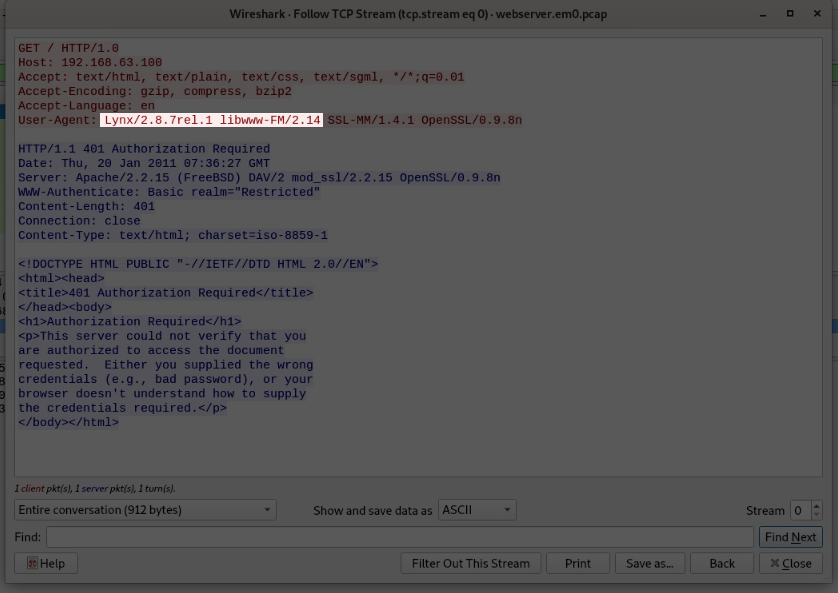 Wireshark · Follow TCP Stream (tcp.stream eq 0) · webserver.em0.pcap
GET / HTTP/1.0
Host: 192.168.63.100
Accept: text/html, text/plain, text/css, text/sgml, */*;q=0.01
Accept-Encoding: gzip, compress, bzip2
Accept-Language: en
User-Agent: Lynx/2.8.7rel.1 libwww-FM/2.14 SSL-MM/1.4.1 OpenSSL/0.9.8n
HTTP/1.1 401 Authorization Required
Date: Thu, 20 Jan 2011 07:36:27 GMT
Server: Apache/2.2.15 (FreeBSD) DAV/2 mod_ssl/2.2.15 OpenSSL/0.9.8n
WWW-Authenticate: Basic realm="Restricted"
Content-Length: 401
Connection: close
Content-Type: text/html; charset=iso-8859-1
<!DOCTYPE HTML PUBLIC "-//IETF//DTD HTML 2.0//EN">
<html><head>
<title>401 Authorization Required</title>
</head><body>
<h1>Authorization Required</h1>
<p>This server could not verify that you
are authorized to access the document
requested.  Either you supplied the wrong
credentials (e.g., bad password), or your
browser doesn't understand how to supply
the credentials required.</p>
</body></html>
1 client pkt(s), 1 server pkt(s), 1 turn(s).
Entire conversation (912 bytes) Show and save data as ASCII Stream 0
Find: Find Next
Help Filter Out This Stream Print Save as... Back Close